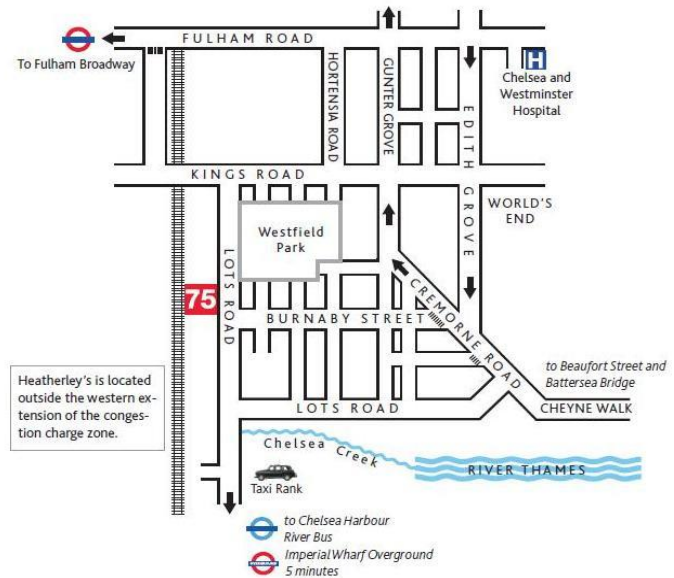 FULHAM ROAD
To Fulham Broadway
HORTENSIA ROAD
GUNTER GROVE
EDITH GROVE
H
Chelsea and
Westminster
Hospital
KINGS ROAD
WORLD'S
END
Westfield
Park
LOTS ROAD
75
CREMORNE ROAD
BURNABY STREET
to Beaufort Street and
Battersea Bridge
Heatherley's is located
outside the western ex-
tension of the conges-
tion charge zone.
LOTS ROAD
CHEYNE WALK
Chelsea Creek
RIVER THAMES
Taxi Rank
to Chelsea Harbour
River Bus
Imperial Wharf Overground
5 minutes